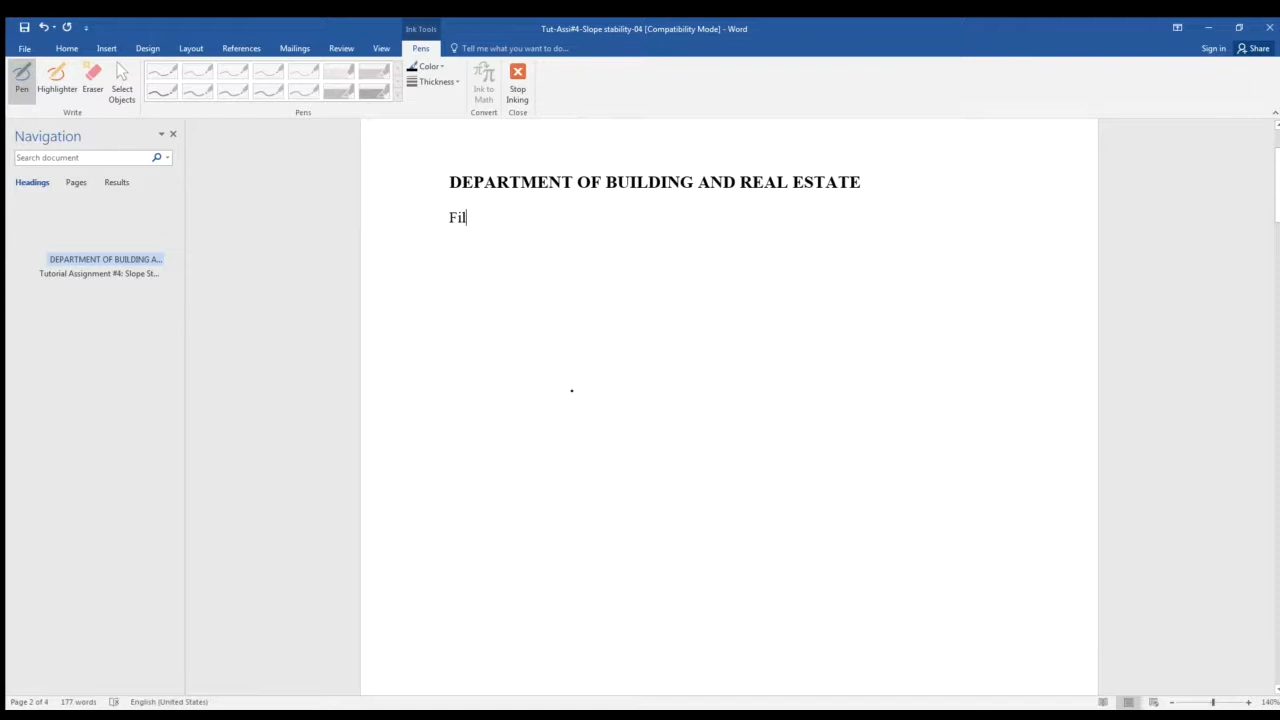 Ink Tools
Tut-Assi#4-Slope stability-04 [Compatibility Mode] - Word
File Home Insert Design Layout References Mailings Review View Pens Tell me what you want to do... Sign in Share
Pen Highlighter Eraser Select Objects
Color
Thickness
Ink to Math
Stop Inking
Write Pens Convert Close
Navigation
Search document
Headings Pages Results
DEPARTMENT OF BUILDING A...
Tutorial Assignment #4: Slope St...
DEPARTMENT OF BUILDING AND REAL ESTATE
Fil
Page 2 of 4 177 words English (United States) 140%